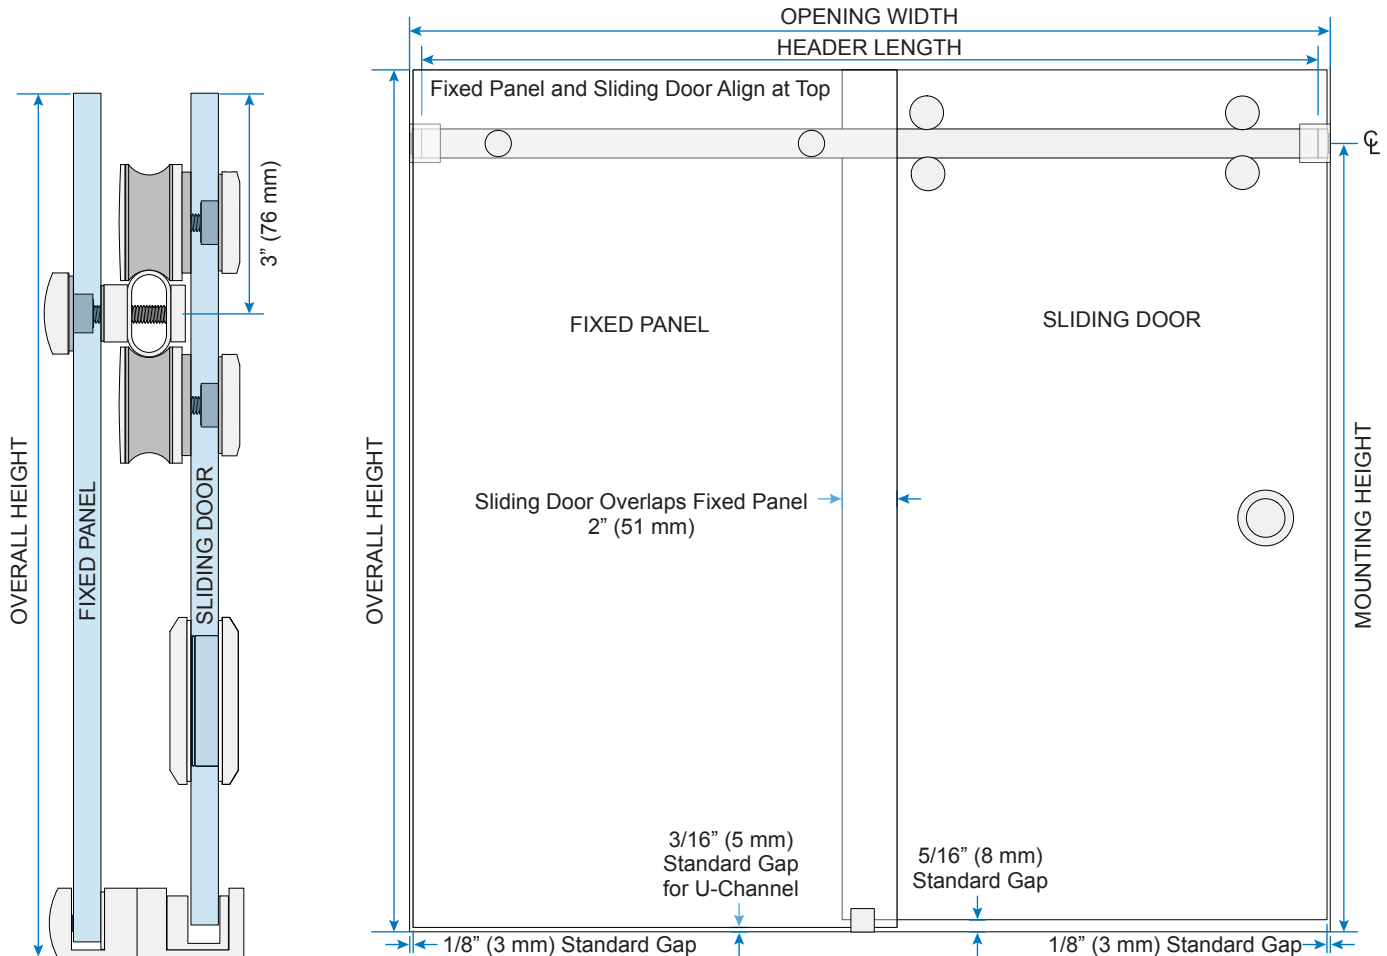 OPENING WIDTH
HEADER LENGTH
Fixed Panel and Sliding Door Align at Top
℄
3” (76 mm)
FIXED PANEL
SLIDING DOOR
OVERALL HEIGHT
FIXED PANEL
SLIDING DOOR
OVERALL HEIGHT
Sliding Door Overlaps Fixed Panel
2” (51 mm)
MOUNTING HEIGHT
3/16” (5 mm)
Standard Gap
for U-Channel
5/16” (8 mm)
Standard Gap
1/8” (3 mm) Standard Gap
1/8” (3 mm) Standard Gap